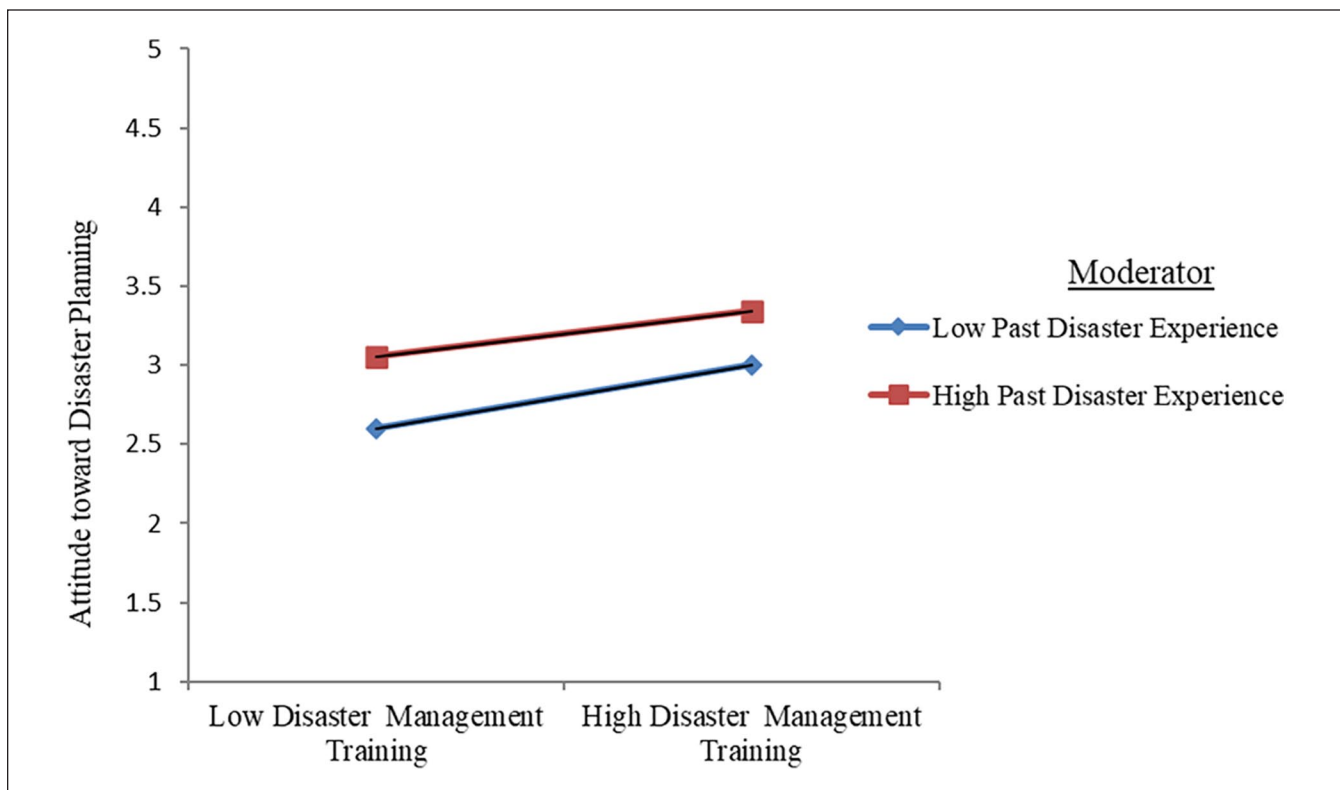 Attitude toward Disaster Planning
5
4.5
4
3.5
3
2.5
2
1.5
1
Low Disaster Management
Training
High Disaster Management
Training
Moderator
Low Past Disaster Experience
High Past Disaster Experience